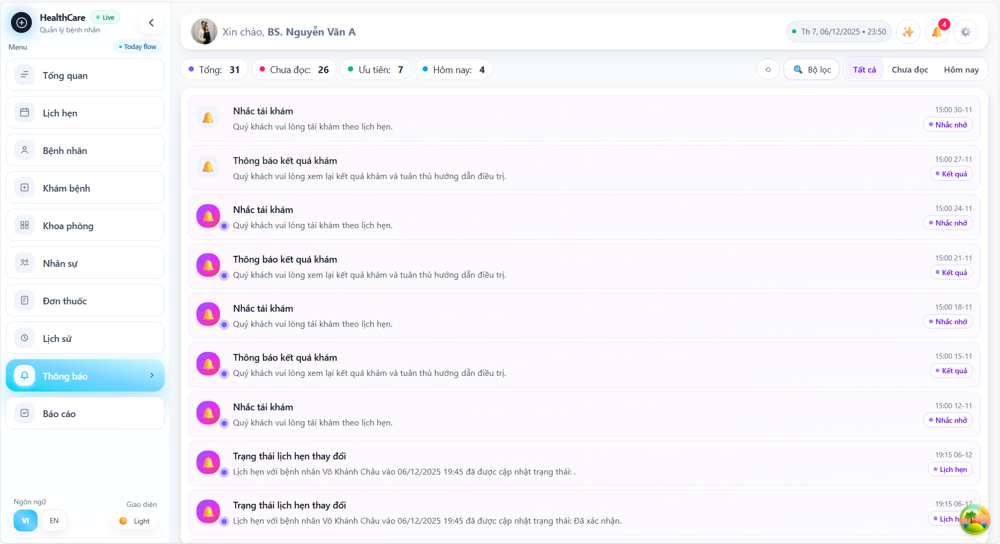 HealthCare
Live
Quản lý bệnh nhân
Menu
Today flow
Tổng quan
Lịch hẹn
Bệnh nhân
Khám bệnh
Khoa phòng
Nhân sự
Đơn thuốc
Lịch sử
Thông báo
Báo cáo
Ngôn ngữ
VI
EN
Giao diện
Light
Xin chào, BS. Nguyễn Văn A
Th 7, 06/12/2025 • 23:50
4
Tổng: 31
Chưa đọc: 26
Ưu tiên: 7
Hôm nay: 4
Bộ lọc
Tất cả
Chưa đọc
Hôm nay
Nhắc tái khám
Quý khách vui lòng tái khám theo lịch hẹn.
15:00 30-11
Nhắc nhở
Thông báo kết quả khám
Quý khách vui lòng xem lại kết quả khám và tuân thủ hướng dẫn điều trị.
15:00 27-11
Kết quả
Nhắc tái khám
Quý khách vui lòng tái khám theo lịch hẹn.
15:00 24-11
Nhắc nhở
Thông báo kết quả khám
Quý khách vui lòng xem lại kết quả khám và tuân thủ hướng dẫn điều trị.
15:00 21-11
Kết quả
Nhắc tái khám
Quý khách vui lòng tái khám theo lịch hẹn.
15:00 18-11
Nhắc nhở
Thông báo kết quả khám
Quý khách vui lòng xem lại kết quả khám và tuân thủ hướng dẫn điều trị.
15:00 15-11
Kết quả
Nhắc tái khám
Quý khách vui lòng tái khám theo lịch hẹn.
15:00 12-11
Nhắc nhở
Trạng thái lịch hẹn thay đổi
Lịch hẹn với bệnh nhân Võ Khánh Châu vào 06/12/2025 19:45 đã được cập nhật trạng thái: .
19:15 06-12
Lịch hẹn
Trạng thái lịch hẹn thay đổi
Lịch hẹn với bệnh nhân Võ Khánh Châu vào 06/12/2025 19:45 đã được cập nhật trạng thái: Đã xác nhận.
19:15 06-12
Lịch